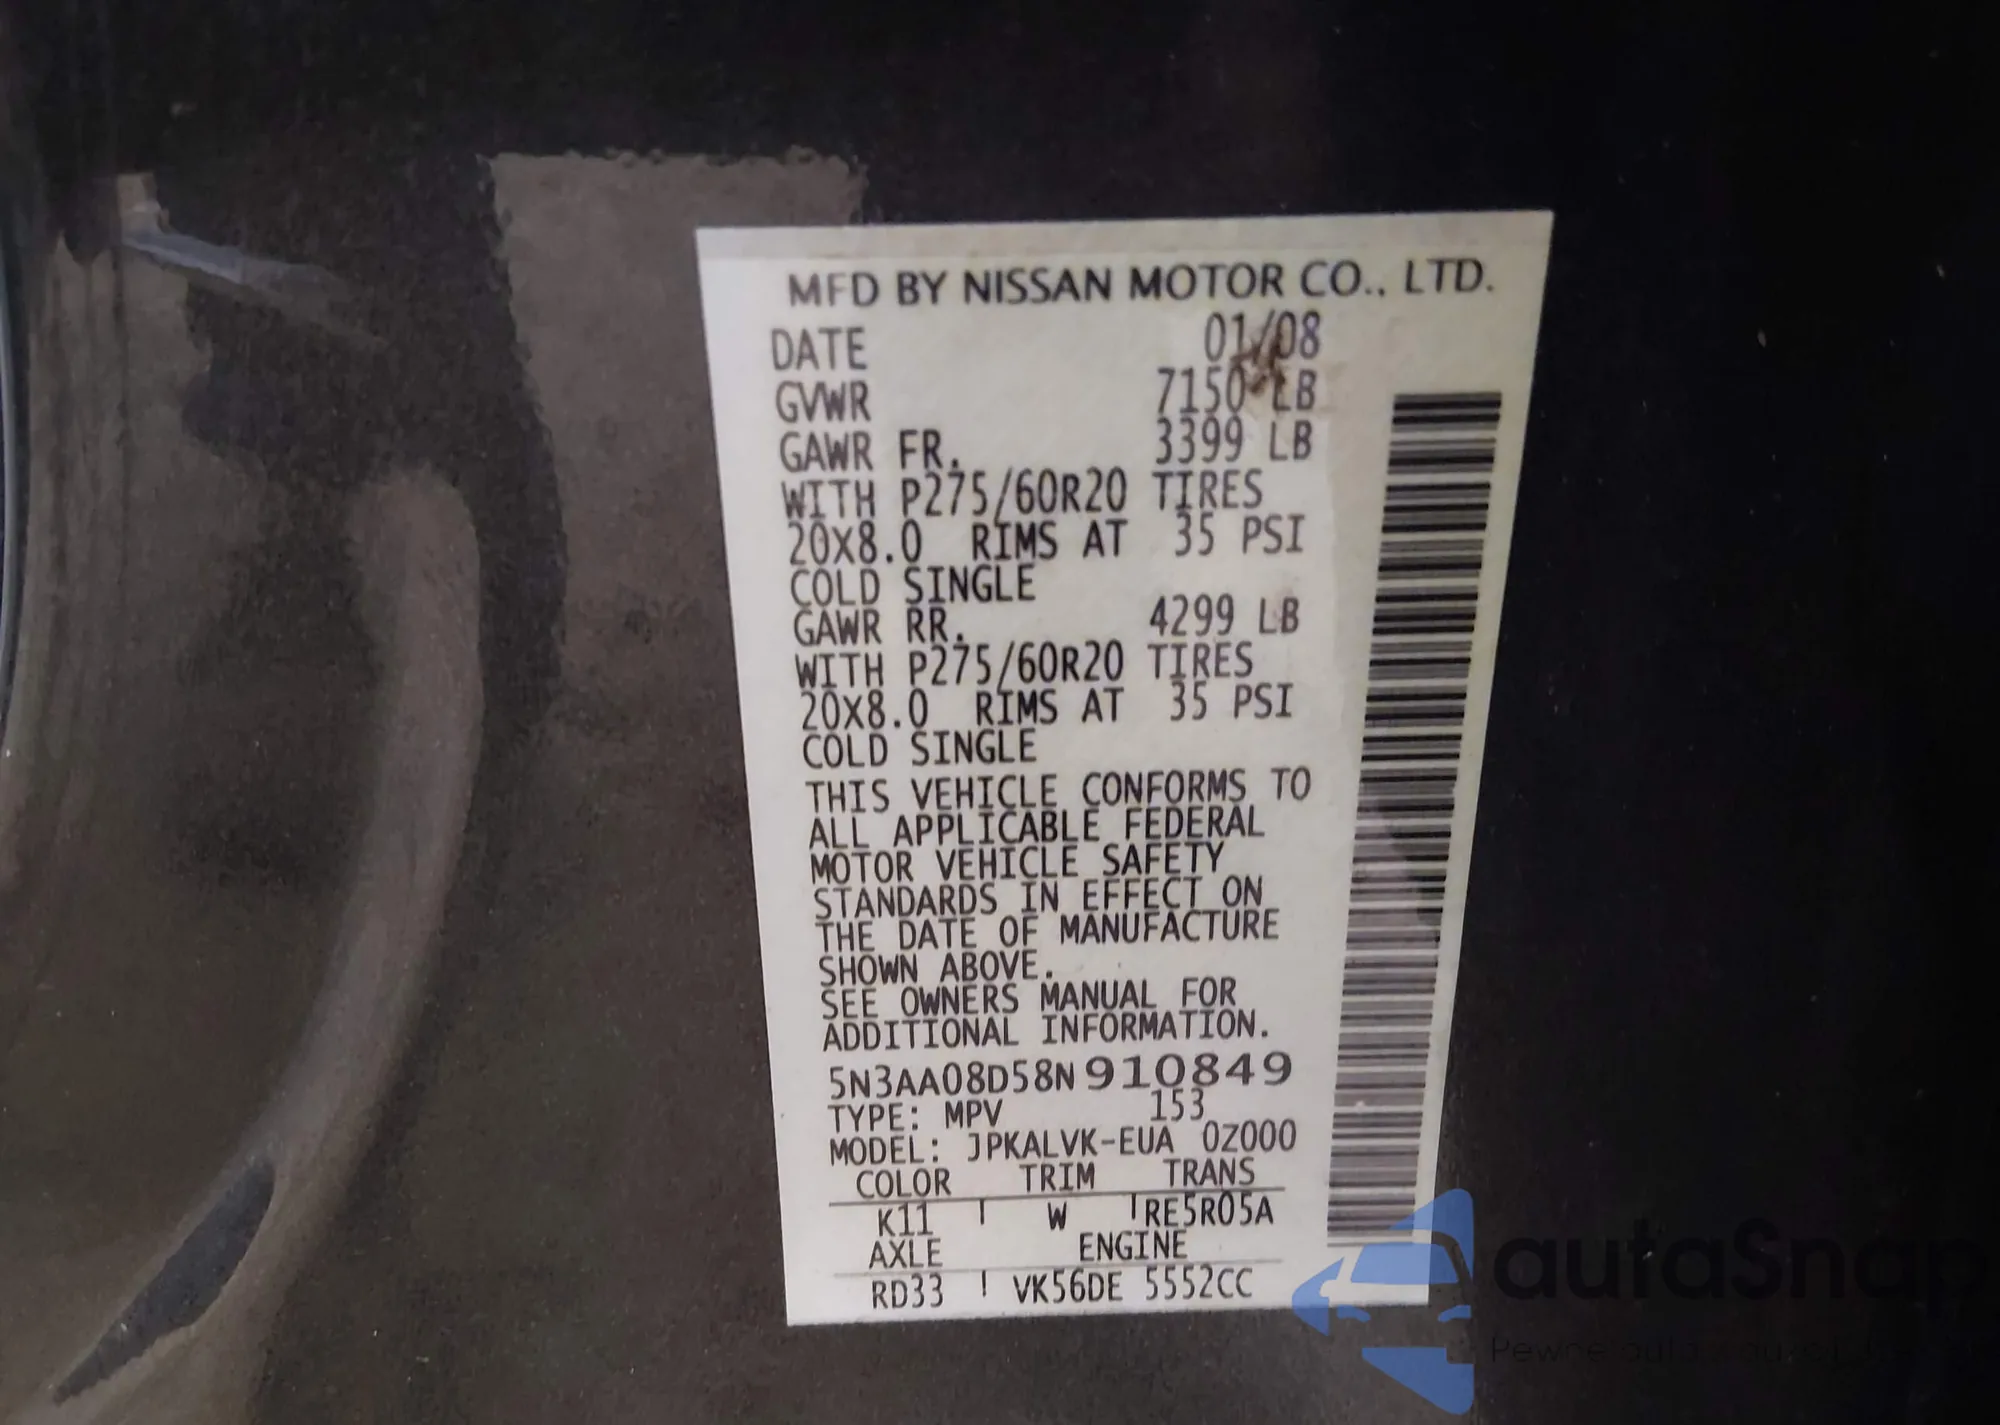 MFD BY NISSAN MOTOR CO., LTD.
DATE 01/08
GVWR 7150 LB
GAWR FR. 3399 LB
WITH P275/60R20 TIRES
20X8.0 RIMS AT 35 PSI
COLD SINGLE
GAWR RR. 4299 LB
WITH P275/60R20 TIRES
20X8.0 RIMS AT 35 PSI
COLD SINGLE
THIS VEHICLE CONFORMS TO
ALL APPLICABLE FEDERAL
MOTOR VEHICLE SAFETY
STANDARDS IN EFFECT ON
THE DATE OF MANUFACTURE
SHOWN ABOVE.
SEE OWNERS MANUAL FOR
ADDITIONAL INFORMATION.
5N3AA08D58N910849
TYPE: MPV 153
MODEL: JPKALVK-EUA 0Z000
COLOR TRIM TRANS
K11 W RE5R05A
AXLE ENGINE
RD33 VK56DE 5552CC
autaSnap
Pewne auta